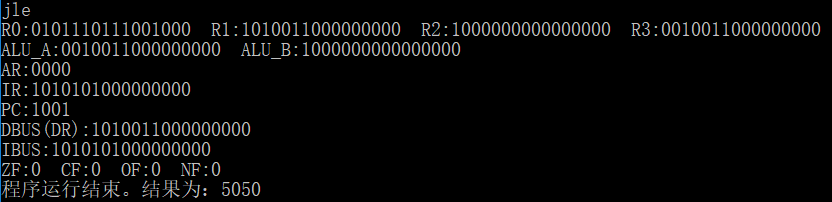 jle
R0:0101110111001000  R1:1010011000000000  R2:1000000000000000  R3:0010011000000000
ALU_A:0010011000000000  ALU_B:1000000000000000
AR:0000
IR:1010101000000000
PC:1001
DBUS(DR):1010011000000000
IBUS:1010101000000000
ZF:0  CF:0  OF:0  NF:0
程序运行结束。结果为：5050